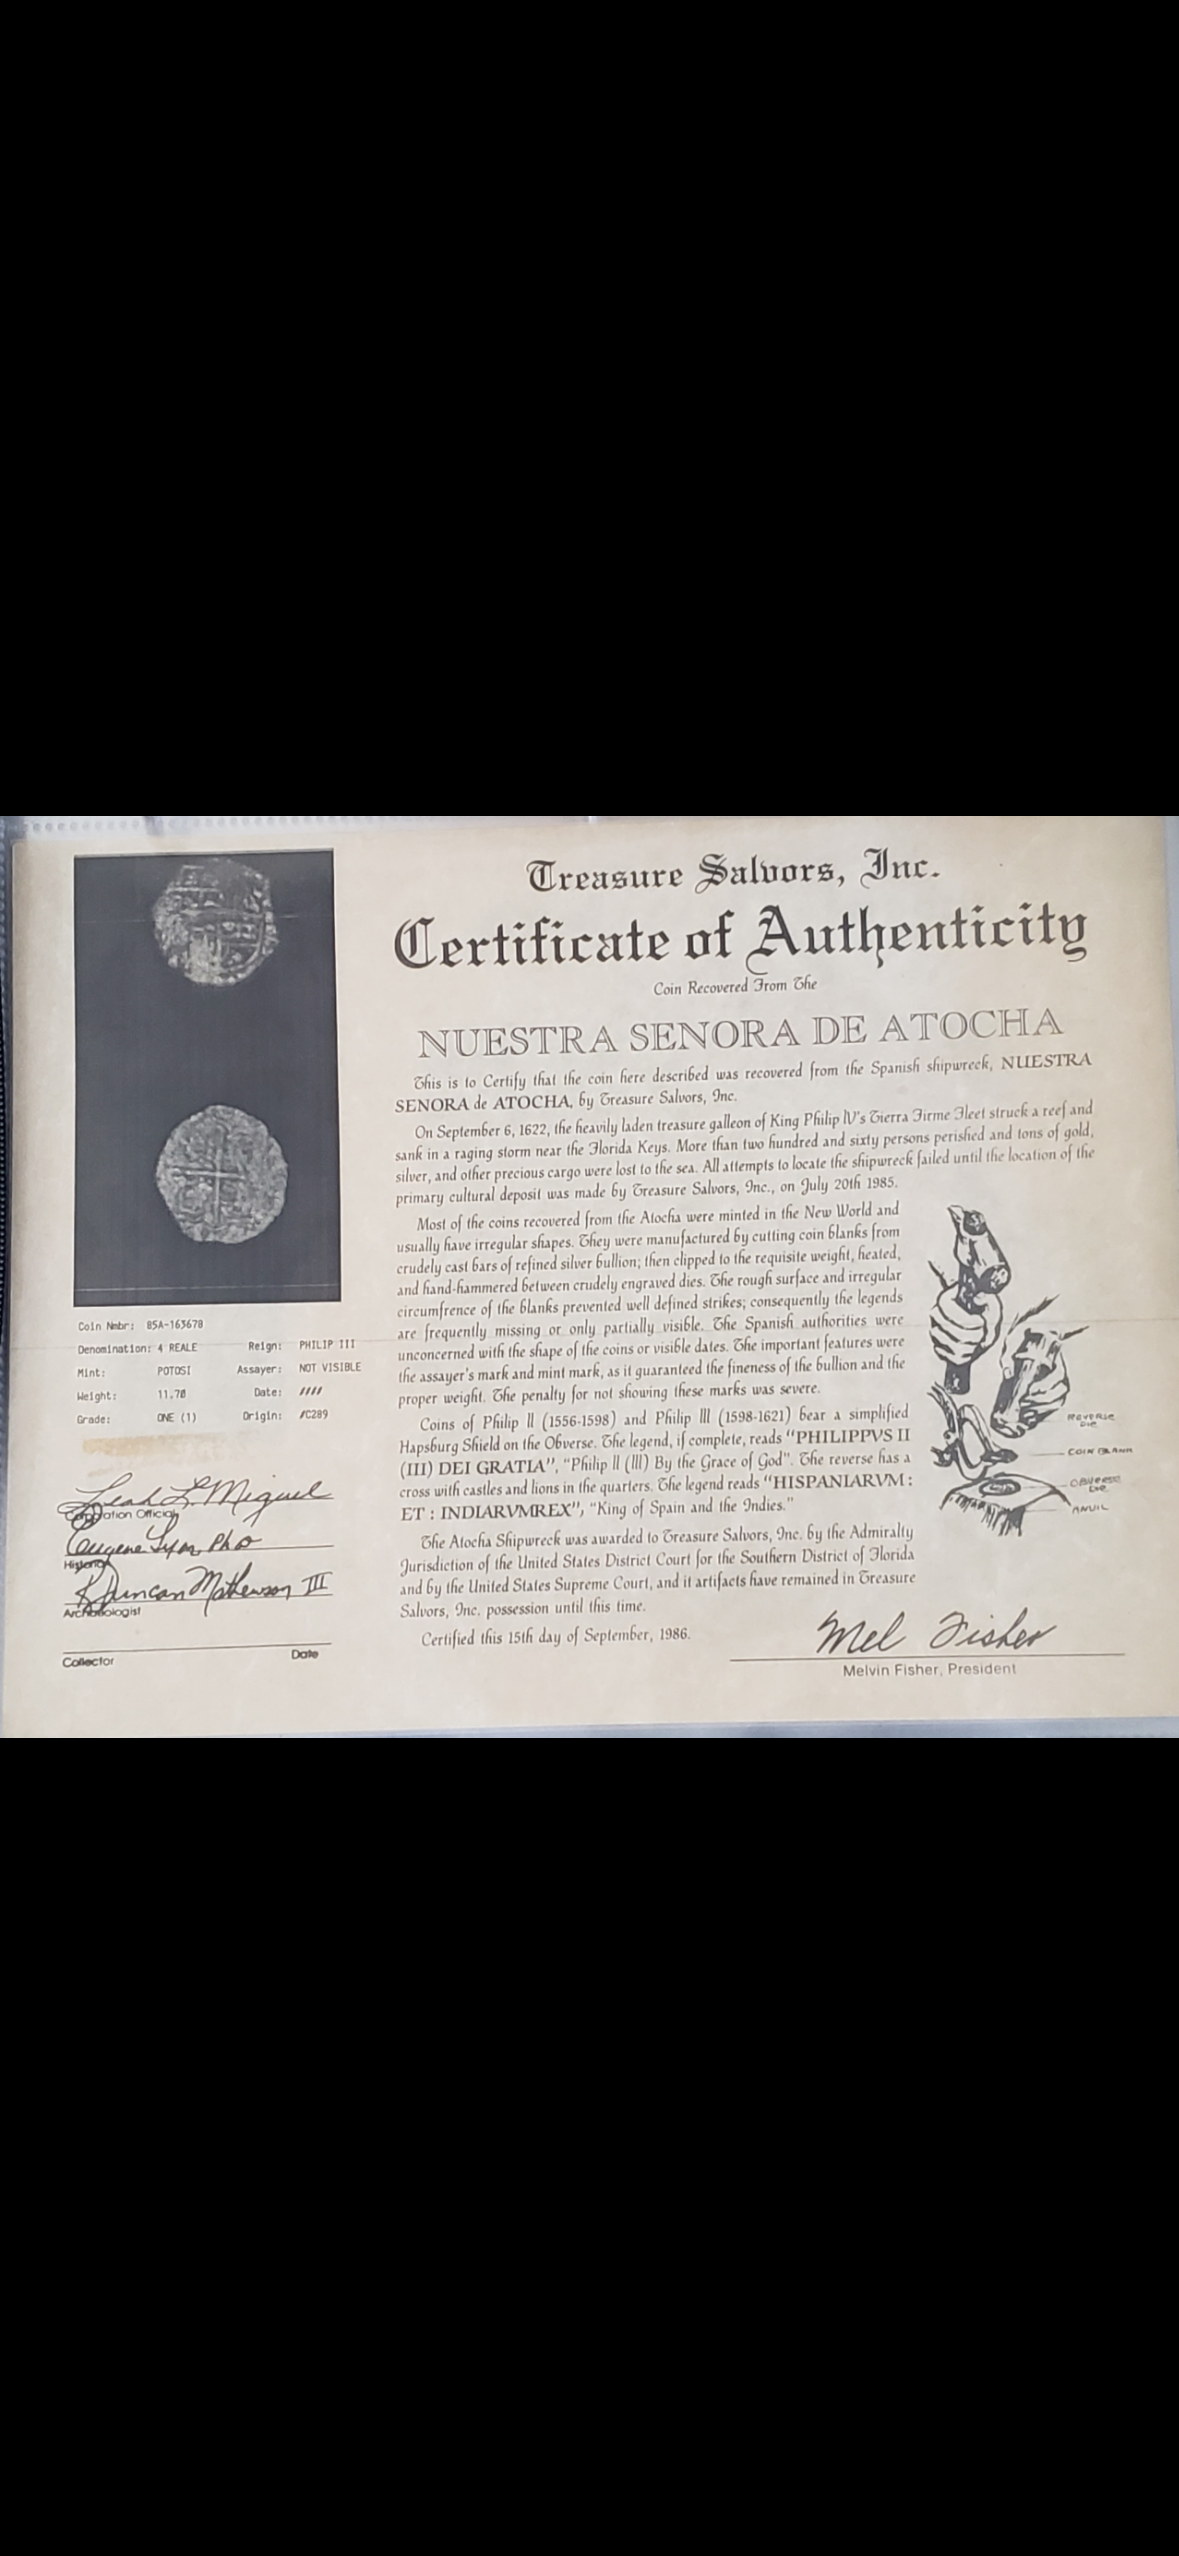 Treasure Salvors, Inc.
Certificate of Authenticity
Coin Recovered From The
NUESTRA SENORA DE ATOCHA
This is to Certify that the coin here described was recovered from the Spanish shipwreck, NUESTRA
SENORA de ATOCHA, by Treasure Salvors, Inc.
On September 6, 1622, the heavily laden treasure galleon of King Philip IV's Tierra Firme Fleet struck a reef and
sank in a raging storm near the Florida Keys. More than two hundred and sixty persons perished and tons of gold,
silver, and other precious cargo were lost to the sea. All attempts to locate the shipwreck failed until the location of the
primary cultural deposit was made by Treasure Salvors, Inc., on July 20th 1985.
Most of the coins recovered from the Atocha were minted in the New World and
usually have irregular shapes. They were manufactured by cutting coin blanks from
crudely cast bars of refined silver bullion; then clipped to the requisite weight, heated,
and hand-hammered between crudely engraved dies. The rough surface and irregular
circumfrence of the blanks prevented well defined strikes; consequently the legends
are frequently missing or only partially visible. The Spanish authorities were
unconcerned with the shape of the coins or visible dates. The important features were
the assayer's mark and mint mark, as it guaranteed the fineness of the bullion and the
proper weight. The penalty for not showing these marks was severe.
Coins of Philip II (1556-1598) and Philip III (1598-1621) bear a simplified
Hapsburg Shield on the Obverse. The legend, if complete, reads "PHILIPPVS II
(III) DEI GRATIA", "Philip II (III) By the Grace of God". The reverse has a
cross with castles and lions in the quarters. The legend reads "HISPANIARVM :
ET : INDIARVMREX", "King of Spain and the Indies."
The Atocha Shipwreck was awarded to Treasure Salvors, Inc. by the Admiralty
Jurisdiction of the United States District Court for the Southern District of Florida
and by the United States Supreme Court, and it artifacts have remained in Treasure
Salvors, Inc. possession until this time.
Certified this 15th day of September, 1986.
Mel Fisher
Melvin Fisher, President
REVERSE
DIE
COIN BLANK
OBVERSE
DIE
ANVIL
Coin Nmbr: 85A-163670
Denomination: 4 REALE Reign: PHILIP III
Mint: POTOSI Assayer: NOT VISIBLE
Weight: 11.70 Date: ////
Grade: ONE (1) Origin: /C289
Leah L. Miguel
Corporation Official
Eugene Lyon, PhD
Historian
R Duncan Mathewson III
Archaeologist
Collector Date